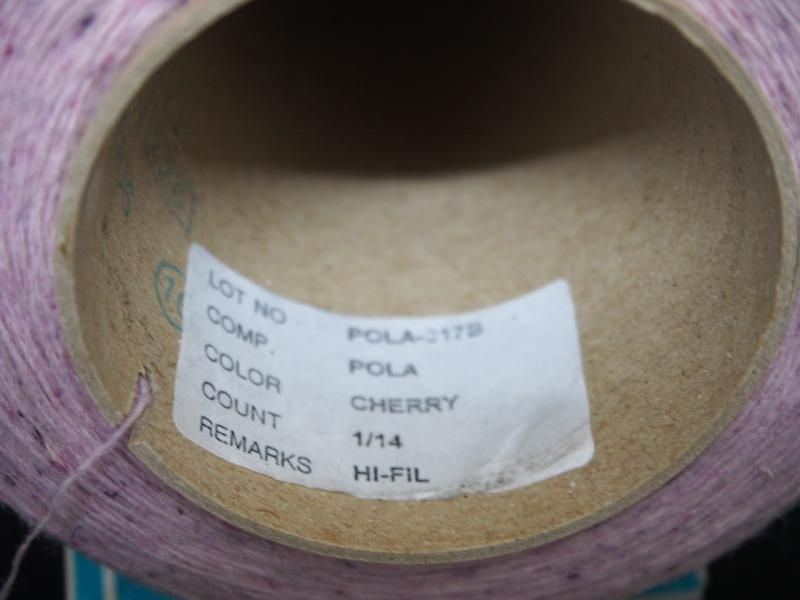 LOT NO POLA-317B
COMP. POLA
COLOR CHERRY
COUNT 1/14
REMARKS HI-FIL